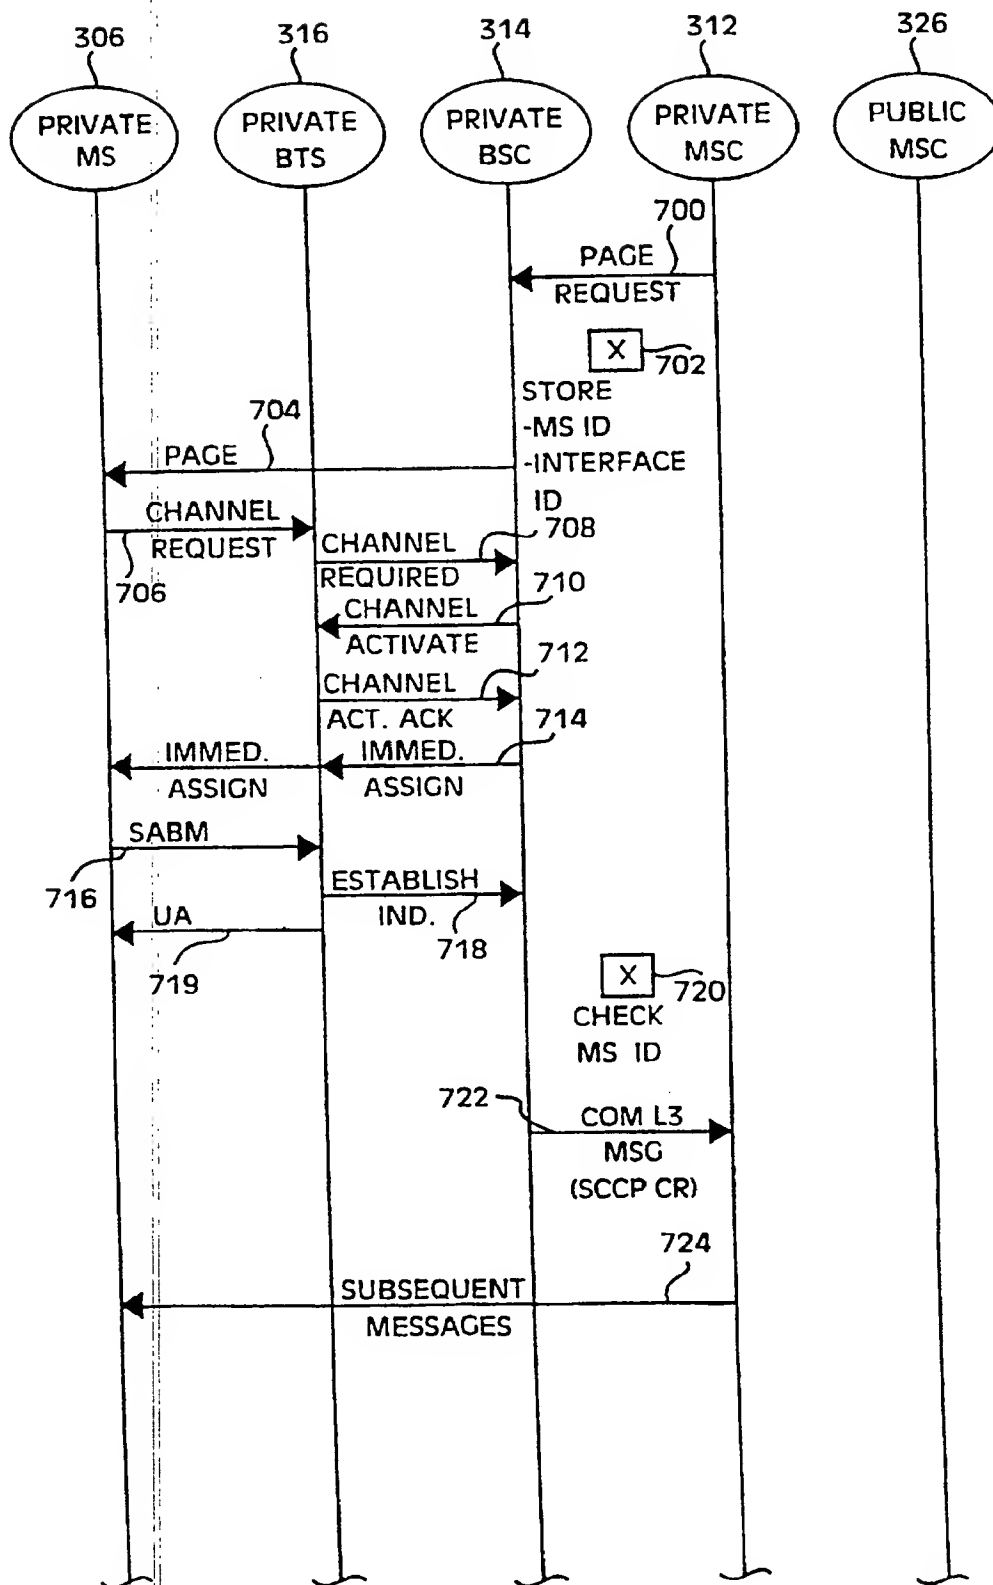 306
316
314
312
326
PRIVATE MS
PRIVATE BTS
PRIVATE BSC
PRIVATE MSC
PUBLIC MSC
700
PAGE
REQUEST
X
702
STORE
-MS ID
-INTERFACE
ID
704
PAGE
CHANNEL
REQUEST
706
708
CHANNEL
REQUIRED
710
CHANNEL
ACTIVATE
712
CHANNEL
ACT. ACK
714
IMMED.
ASSIGN
IMMED.
ASSIGN
SABM
716
ESTABLISH
IND.
718
UA
719
X
720
CHECK
MS ID
722
COM L3
MSG
(SCCP CR)
724
SUBSEQUENT
MESSAGES